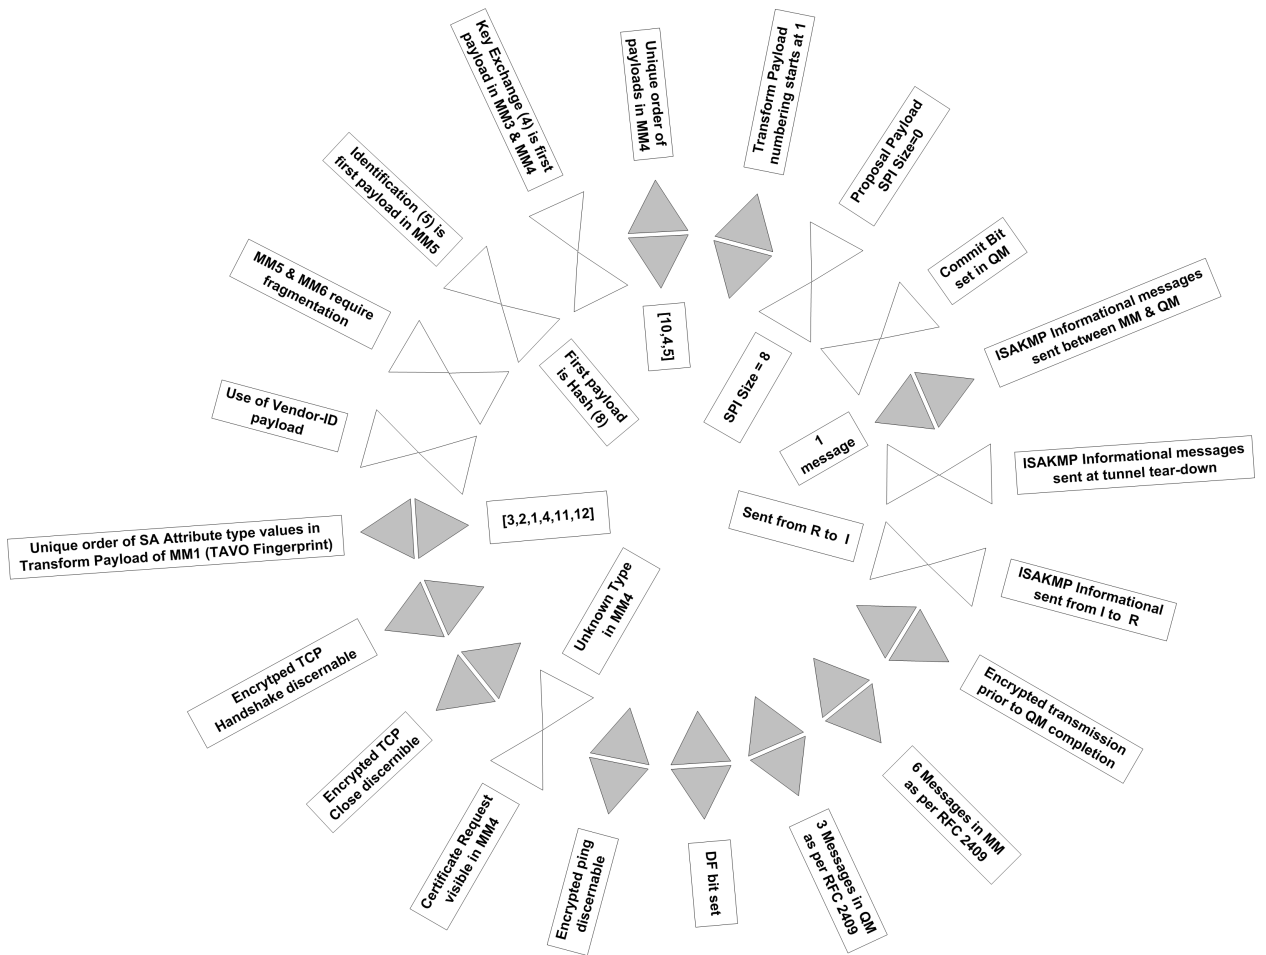 Key Exchange (4) is first
payload in MM3 & MM4
Unique order of
payloads in MM4
Transform Payload
numbering starts at 1
Proposal Payload
SPI Size=0
Commit Bit
set in QM
ISAKMP Informational messages
sent between MM & QM
ISAKMP Informational messages
sent at tunnel tear-down
ISAKMP Informational
sent from I to R
Encrypted transmission
prior to QM completion
6 Messages in MM
as per RFC 2409
3 Messages in QM
as per RFC 2409
DF bit set
Encrypted ping
discernable
Certificate Request
visible in MM4
Encrypted TCP
Close discernible
Encrytped TCP
Handshake discernable
Unique order of SA Attribute type values in
Transform Payload of MM1 (TAVO Fingerprint)
Use of Vendor-ID
payload
MM5 & MM6 require
fragmentation
Identification (5) is
first payload in MM5
[10,4,5]
SPI Size = 8
1
message
Sent from R to I
Unknown Type
in MM4
[3,2,1,4,11,12]
First payload
is Hash (8)